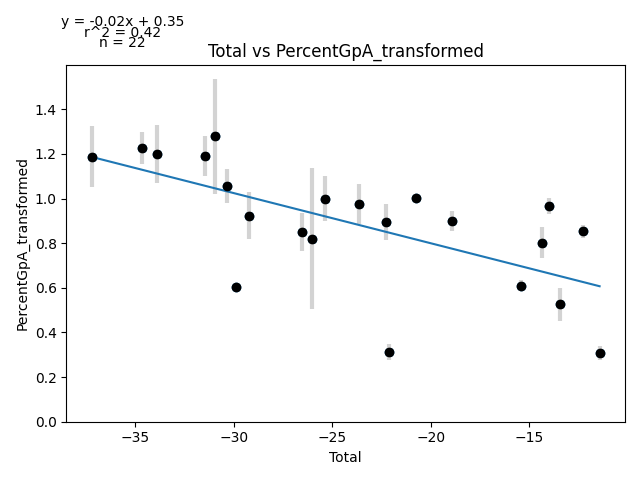 y = -0.02x + 0.35
r^2 = 0.42
n = 22
Total vs PercentGpA_transformed
1.4
1.2
1.0
0.8
0.6
0.4
0.2
0.0
PercentGpA_transformed
−35
−30
−25
−20
−15
Total